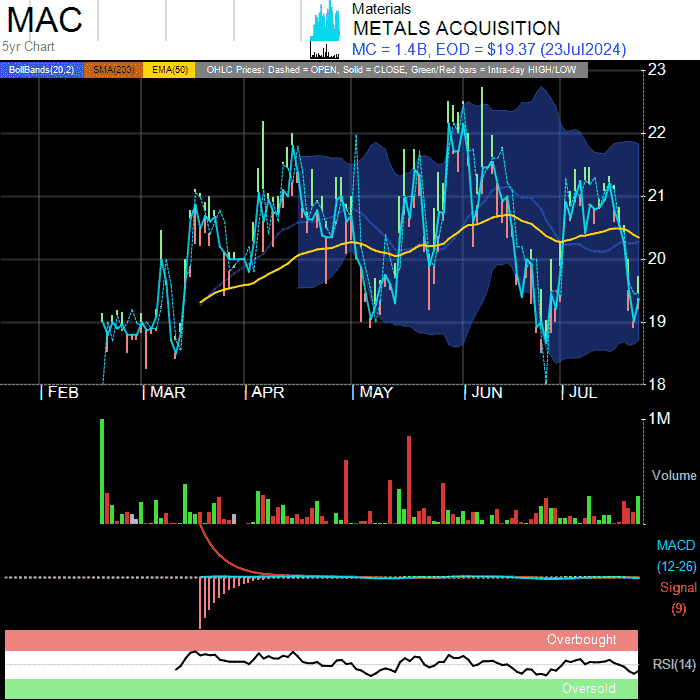 MAC
5yr Chart
Materials
METALS ACQUISITION
MC = 1.4B, EOD = $19.37 (23Jul2024)
BollBands(20,2) SMA(200) EMA(50) OHLC Prices: Dashed = OPEN, Solid = CLOSE, Green/Red bars = Intra-day HIGH/LOW
23
22
21
20
19
18
FEB MAR APR MAY JUN JUL
1M
Volume
MACD
(12-26)
Signal
(9)
Overbought
RSI(14)
Oversold